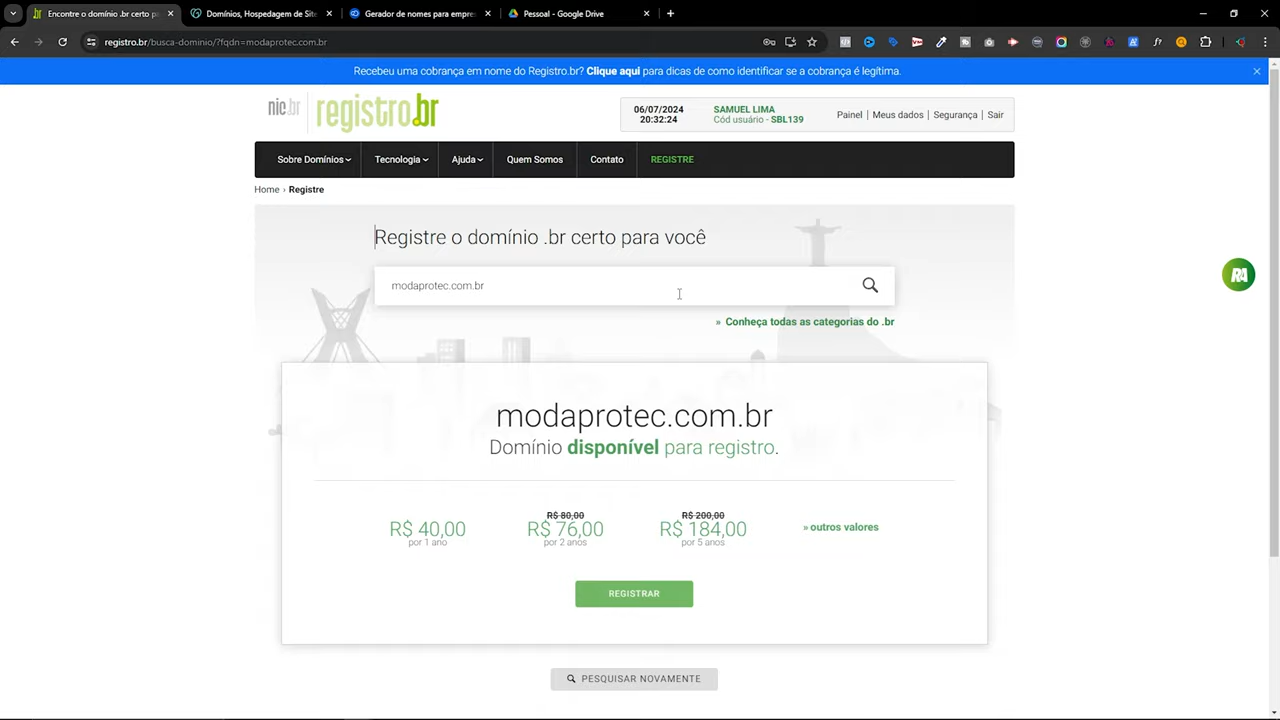 Encontre o domínio .br certo pa
Domínios, Hospedagem de Site
Gerador de nomes para empre
Pessoal - Google Drive
registro.br/busca-dominio/?fqdn=modaprotec.com.br
Recebeu uma cobrança em nome do Registro.br? Clique aqui para dicas de como identificar se a cobrança é legítima.
nic.br registro.br
06/07/2024
20:32:24
SAMUEL LIMA
Cód usuário - SBL139
Painel | Meus dados | Segurança | Sair
Sobre Domínios Tecnologia Ajuda Quem Somos Contato REGISTRE
Home › Registre
Registre o domínio .br certo para você
modaprotec.com.br
» Conheça todas as categorias do .br
RA
modaprotec.com.br
Domínio disponível para registro.
R$ 80,00 R$ 200,00
R$ 40,00 R$ 76,00 R$ 184,00 » outros valores
por 1 ano por 2 anos por 5 anos
REGISTRAR
PESQUISAR NOVAMENTE